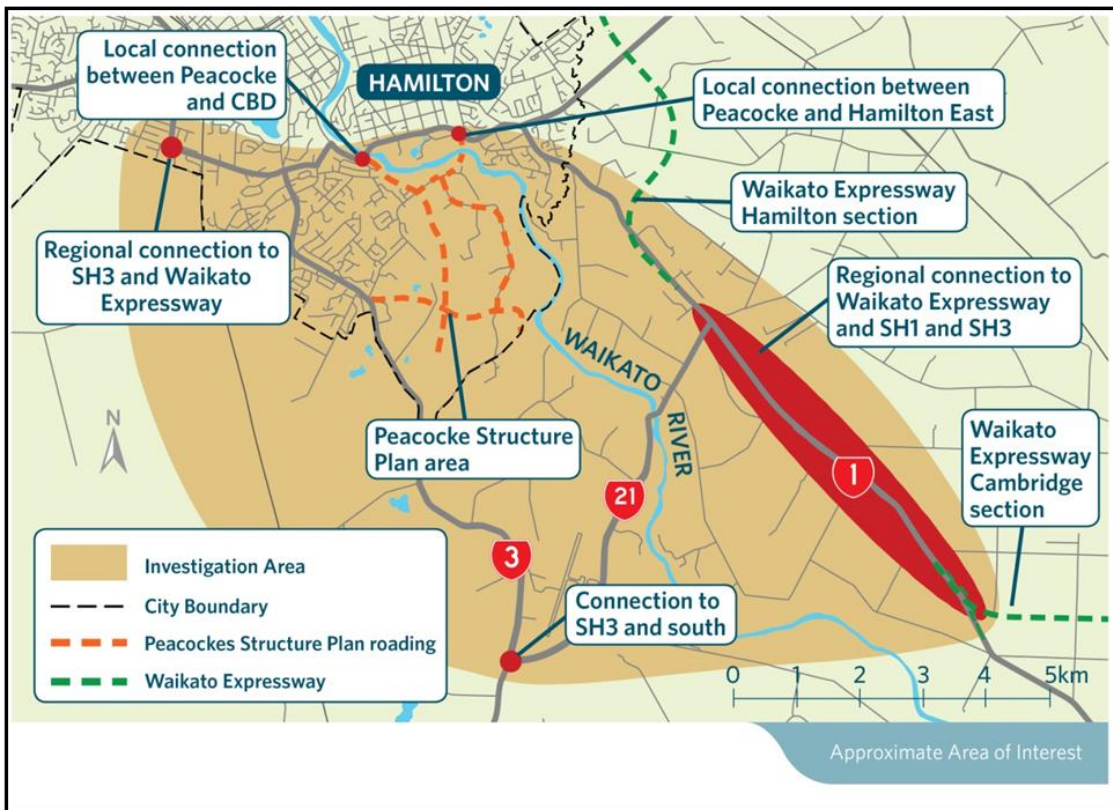 Local connection
between Peacocke
and CBD
HAMILTON
Local connection between
Peacocke and Hamilton East
Waikato Expressway
Hamilton section
Regional connection to
SH3 and Waikato
Expressway
Regional connection to
Waikato Expressway
and SH1 and SH3
WAIKATO
RIVER
N
Peacocke Structure
Plan area
Waikato
Expressway
Cambridge
section
1
21
3
Investigation Area
City Boundary
Peacockes Structure Plan roading
Waikato Expressway
Connection to
SH3 and south
0 1 2 3 4 5km
Approximate Area of Interest